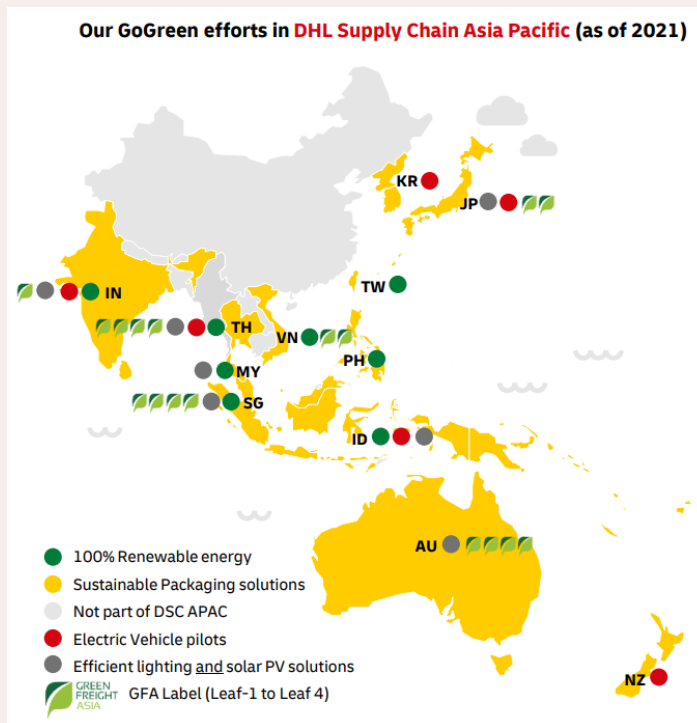 Our GoGreen efforts in DHL Supply Chain Asia Pacific (as of 2021)
KR
JP
TW
IN
TH
VN
PH
MY
SG
ID
AU
NZ
100% Renewable energy
Sustainable Packaging solutions
Not part of DSC APAC
Electric Vehicle pilots
Efficient lighting and solar PV solutions
GREEN
FREIGHT
ASIA
GFA Label (Leaf-1 to Leaf 4)